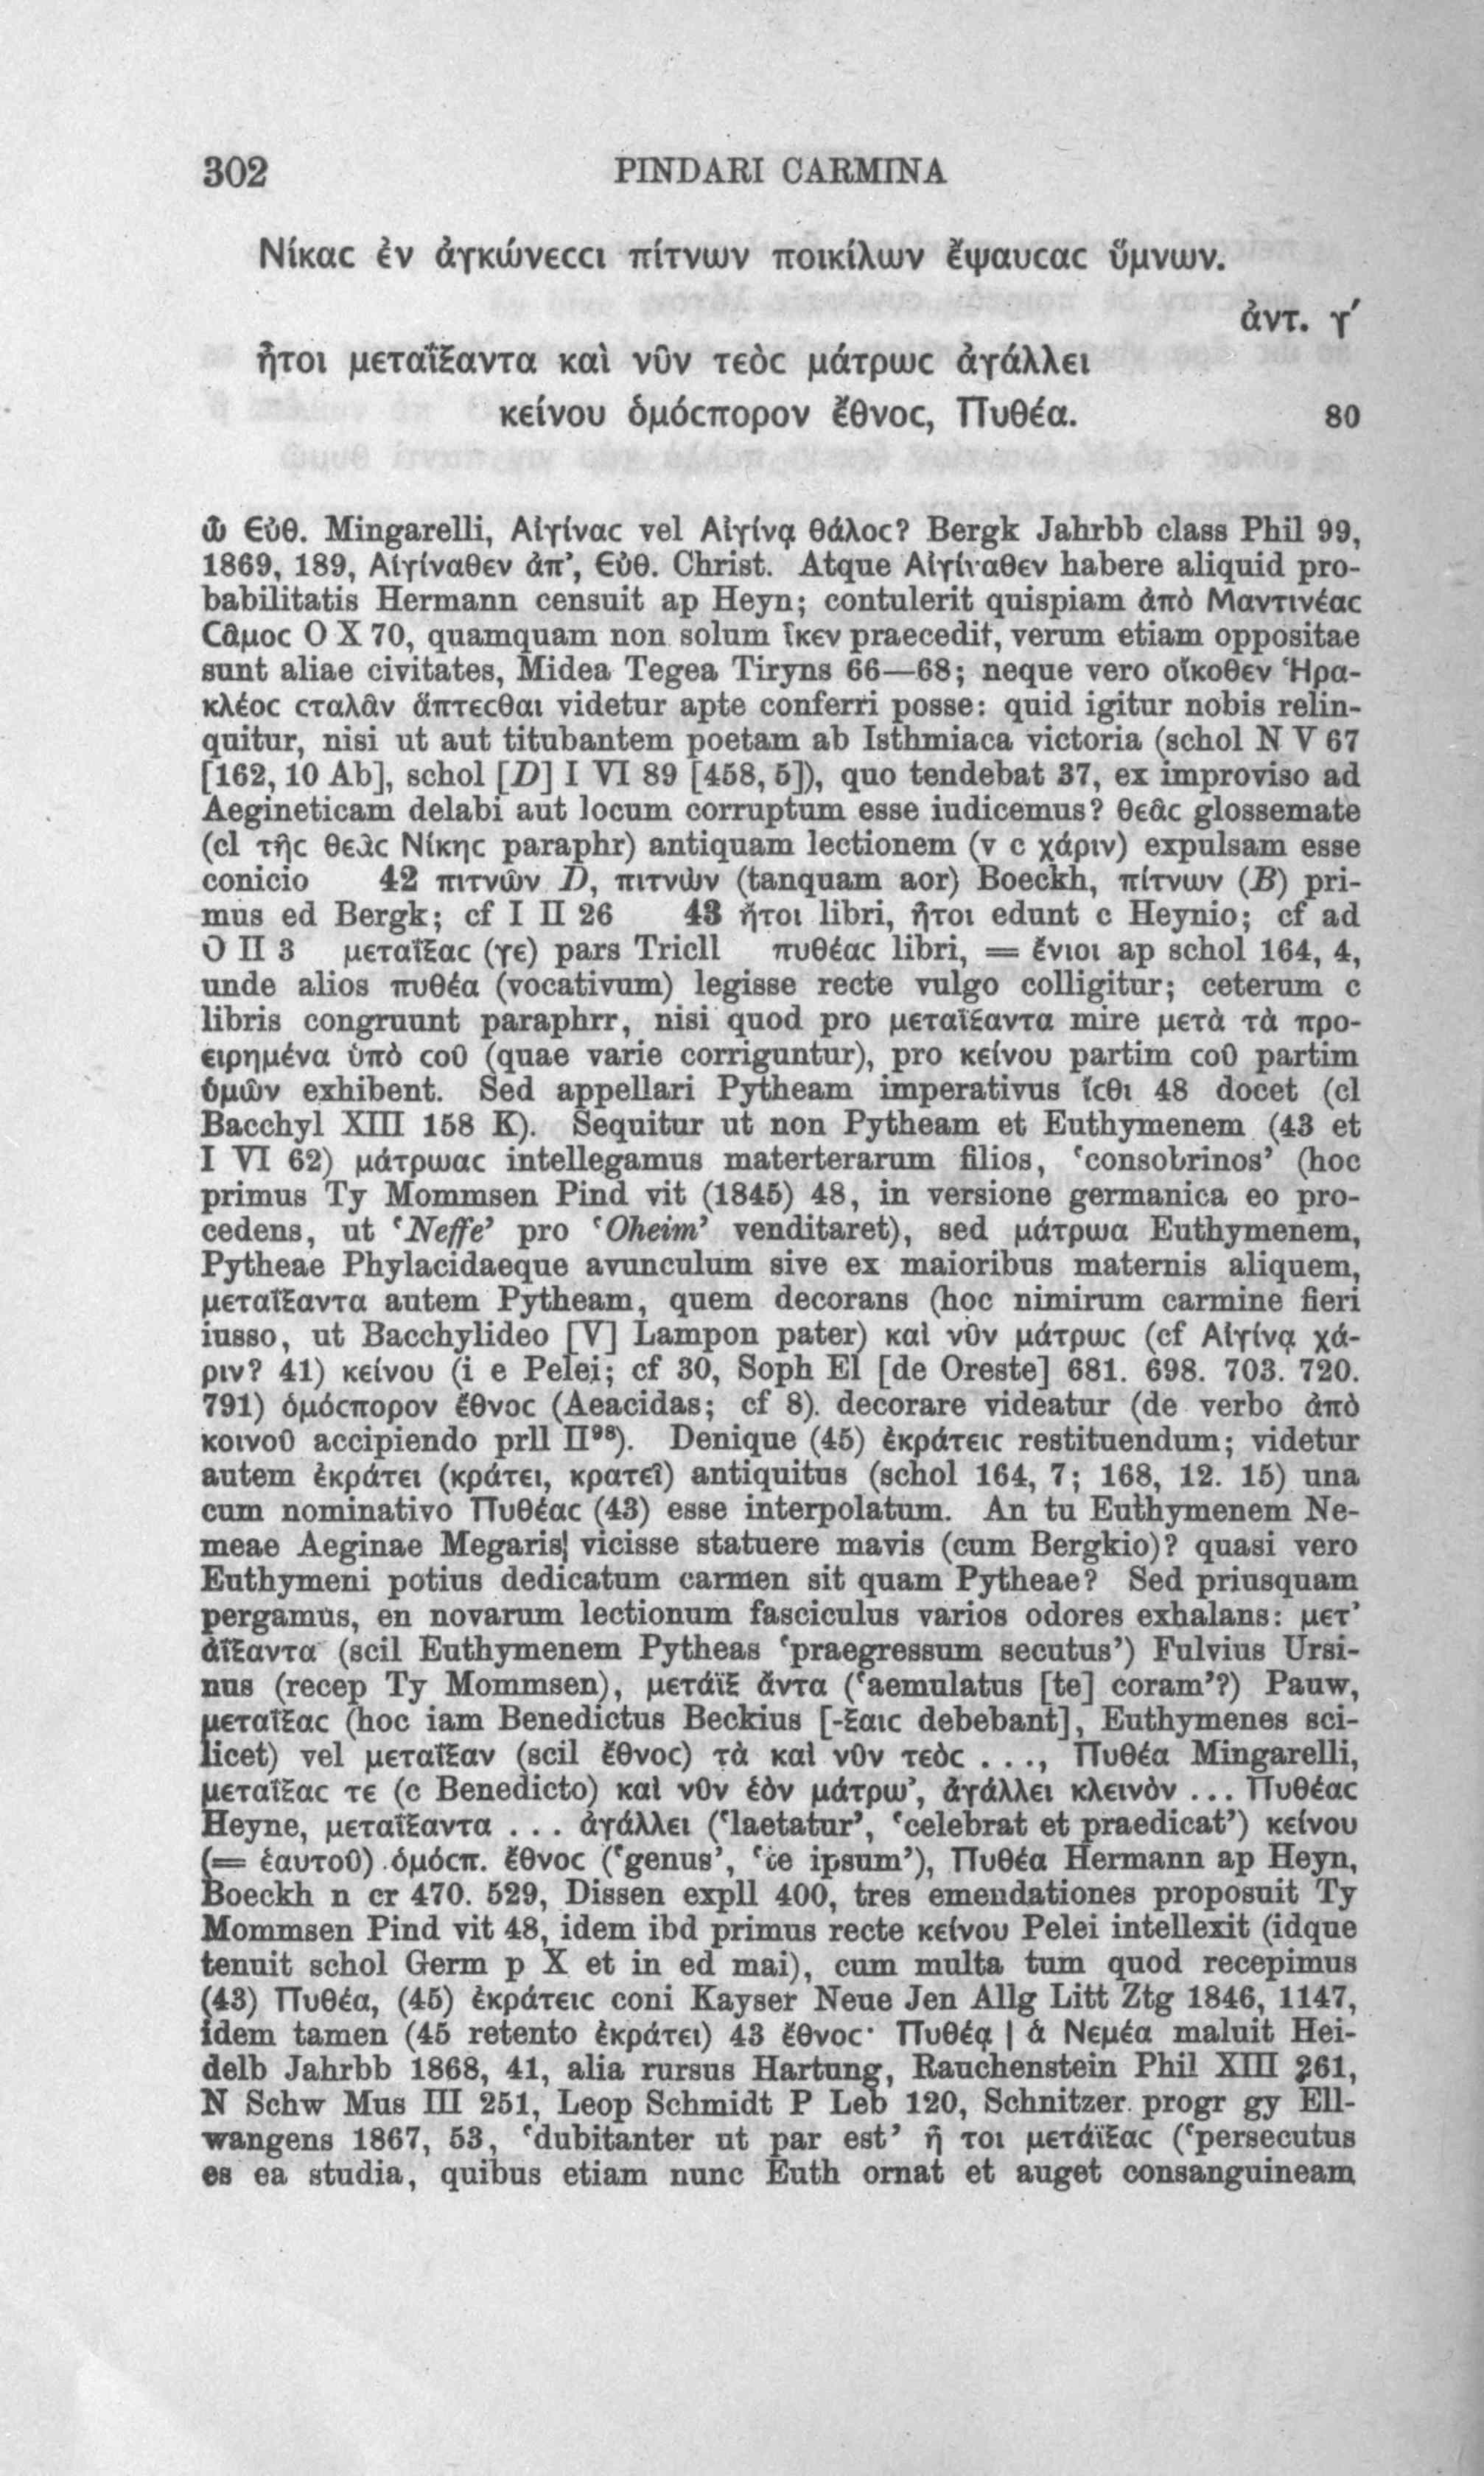 302 PINDARI CARMINA
Νίκαϲ ἐν ἀγκώνεϲϲι πίτνων ποικίλων ἔψαυϲαϲ ὕμνων.
ἀντ. γ′
ἦτοι μεταΐξαντα καὶ νῦν τεὸϲ μάτρωϲ ἀγάλλει
κείνου ὁμόϲπορον ἔθνοϲ, Πυθέα. 80
ὦ Εὐθ. Mingarelli, Αἰγίναϲ vel Αἰγίνᾳ θάλοϲ? Bergk Jahrbb class Phil 99,
1869, 189, Αἰγίναθεν ἀπ’, Εὐθ. Christ. Atque Αἰγίναθεν habere aliquid pro-
babilitatis Hermann censuit ap Heyn; contulerit quispiam ἀπὸ Μαντινέαϲ
Ϲᾶμοϲ O X 70, quamquam non solum ἷκεν praecedit, verum etiam oppositae
sunt aliae civitates, Midea Tegea Tiryns 66—68; neque vero οἴκοθεν Ἡρα-
κλέοϲ ϲταλᾶν ἅπτεϲθαι videtur apte conferri posse: quid igitur nobis relin-
quitur, nisi ut aut titubantem poetam ab Isthmiaca victoria (schol N V 67
[162, 10 Ab], schol [D] I VI 89 [458, 5]), quo tendebat 37, ex improviso ad
Aegineticam delabi aut locum corruptum esse iudicemus? θεᾶϲ glossemate
(cl τῆϲ θεᾶϲ Νίκηϲ paraphr) antiquam lectionem (v c χάριν) expulsam esse
conicio 42 πιτνῶν D, πιτνὼν (tanquam aor) Boeckh, πίτνων (B) pri-
mus ed Bergk; cf I II 26 43 ἤτοι libri, ἦτοι edunt c Heynio; cf ad
O II 3 μεταΐξαϲ (γε) pars Tricll πυθέαϲ libri, = ἔνιοι ap schol 164, 4,
unde alios πυθέα (vocativum) legisse recte vulgo colligitur; ceterum c
libris congruunt paraphrr, nisi quod pro μεταΐξαντα mire μετὰ τὰ προ-
ειρημένα ὑπὸ ϲοῦ (quae varie corriguntur), pro κείνου partim ϲοῦ partim
ὑμῶν exhibent. Sed appellari Pytheam imperativus ἴϲθι 48 docet (cl
Bacchyl XIII 158 K). Sequitur ut non Pytheam et Euthymenem (43 et
I VI 62) μάτρωαϲ intellegamus materterarum filios, ‘consobrinos’ (hoc
primus Ty Mommsen Pind vit (1845) 48, in versione germanica eo pro-
cedens, ut ‘Neffe’ pro ‘Oheim’ venditaret), sed μάτρωα Euthymenem,
Pytheae Phylacidaeque avunculum sive ex maioribus maternis aliquem,
μεταΐξαντα autem Pytheam, quem decorans (hoc nimirum carmine fieri
iusso, ut Bacchylideo [V] Lampon pater) καὶ νῦν μάτρωϲ (cf Αἰγίνᾳ χά-
ριν? 41) κείνου (i e Pelei; cf 30, Soph El [de Oreste] 681. 698. 703. 720.
791) ὁμόϲπορον ἔθνοϲ (Aeacidas; cf 8). decorare videatur (de verbo ἀπὸ
κοινοῦ accipiendo prll II⁹⁸). Denique (45) ἐκράτειϲ restituendum; videtur
autem ἐκράτει (κράτει, κρατεῖ) antiquitus (schol 164, 7; 168, 12. 15) una
cum nominativo Πυθέαϲ (43) esse interpolatum. An tu Euthymenem Ne-
meae Aeginae Megaris vicisse statuere mavis (cum Bergkio)? quasi vero
Euthymeni potius dedicatum carmen sit quam Pytheae? Sed priusquam
pergamus, en novarum lectionum fasciculus varios odores exhalans: μετ’
ἀΐξαντα (scil Euthymenem Pytheas ‘praegressum secutus’) Fulvius Ursi-
nus (recep Ty Mommsen), μετάϊξ ἄντα (‘aemulatus [te] coram’?) Pauw,
μεταΐξαϲ (hoc iam Benedictus Beckius [-ξαιϲ debebant], Euthymenes sci-
licet) vel μεταΐξαν (scil ἔθνοϲ) τὰ καὶ νῦν τεὸϲ . . ., Πυθέα Mingarelli,
μεταΐξαϲ τε (c Benedicto) καὶ νῦν ἑὸν μάτρω’, ἀγάλλει κλεινὸν ... Πυθέαϲ
Heyne, μεταΐξαντα . . . ἀγάλλει (‘laetatur’, ‘celebrat et praedicat’) κείνου
(= ἑαυτοῦ) ὁμόϲπ. ἔθνοϲ (‘genus’, ‘te ipsum’), Πυθέα Hermann ap Heyn,
Boeckh n cr 470. 529, Dissen expll 400, tres emendationes proposuit Ty
Mommsen Pind vit 48, idem ibd primus recte κείνου Pelei intellexit (idque
tenuit schol Germ p X et in ed mai), cum multa tum quod recepimus
(43) Πυθέα, (45) ἐκράτειϲ coni Kayser Neue Jen Allg Litt Ztg 1846, 1147,
idem tamen (45 retento ἐκράτει) 43 ἔθνοϲ· Πυθέᾳ | ἁ Νεμέα maluit Hei-
delb Jahrbb 1868, 41, alia rursus Hartung, Rauchenstein Phil XIII 261,
N Schw Mus III 251, Leop Schmidt P Leb 120, Schnitzer progr gy Ell-
wangens 1867, 53, ‘dubitanter ut par est’ ἦ τοι μετάϊξαϲ (‘persecutus
es ea studia, quibus etiam nunc Euth ornat et auget consanguineam